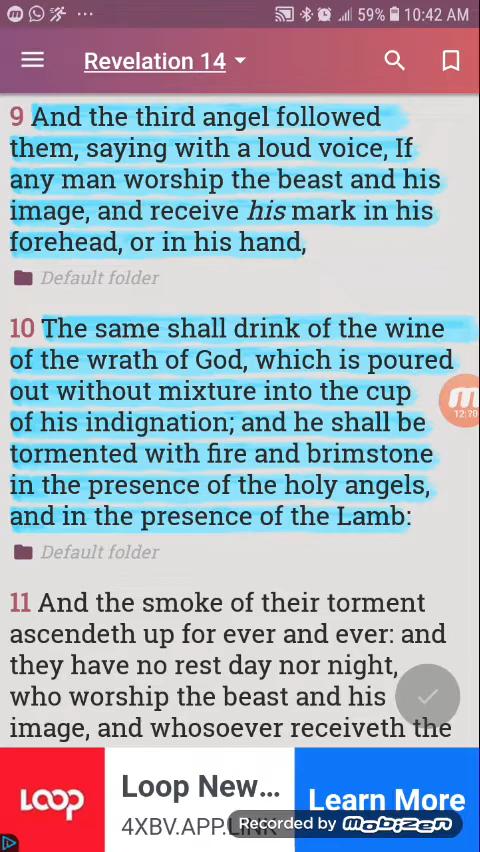 59% 10:42 AM
Revelation 14
9 And the third angel followed
them, saying with a loud voice, If
any man worship the beast and his
image, and receive his mark in his
forehead, or in his hand,
Default folder
10 The same shall drink of the wine
of the wrath of God, which is poured
out without mixture into the cup
of his indignation; and he shall be
tormented with fire and brimstone
in the presence of the holy angels,
and in the presence of the Lamb:
Default folder
11 And the smoke of their torment
ascendeth up for ever and ever: and
they have no rest day nor night,
who worship the beast and his
image, and whosoever receiveth the
LOOP
Loop New...
4XBV.APP.LINK
Learn More
Recorded by mobizen